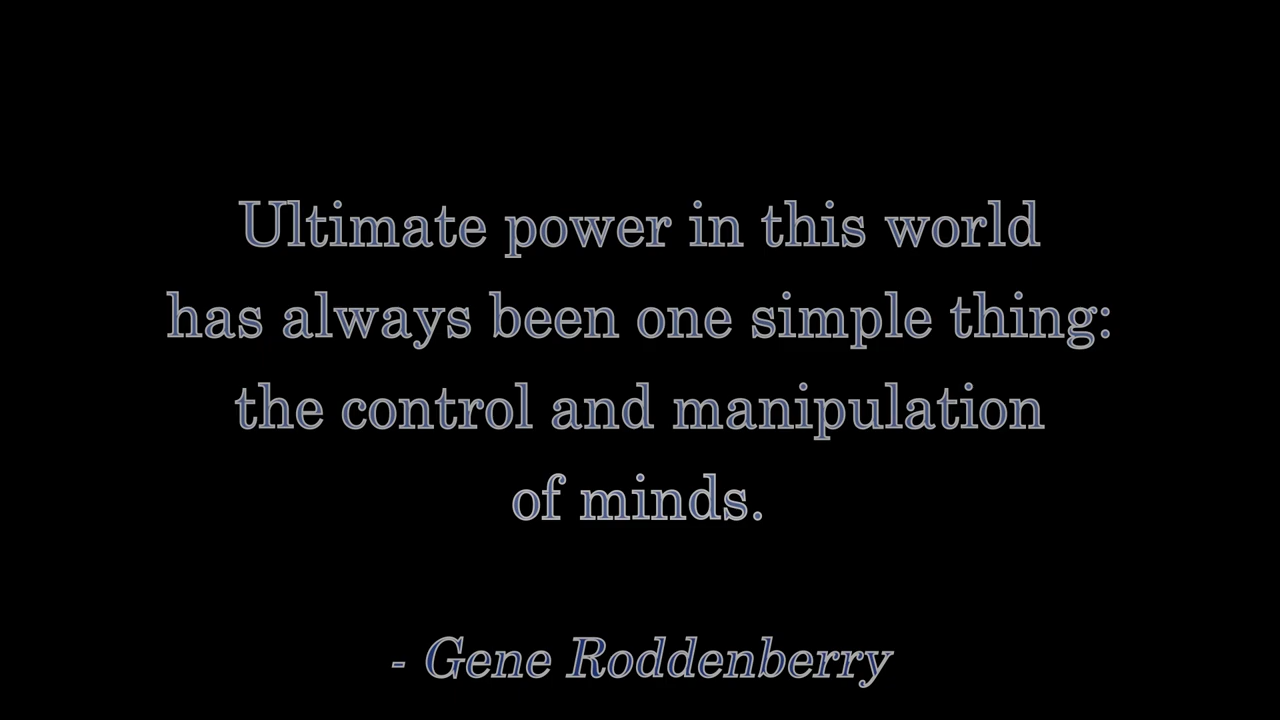 Ultimate power in this world
has always been one simple thing:
the control and manipulation
of minds.
- Gene Roddenberry